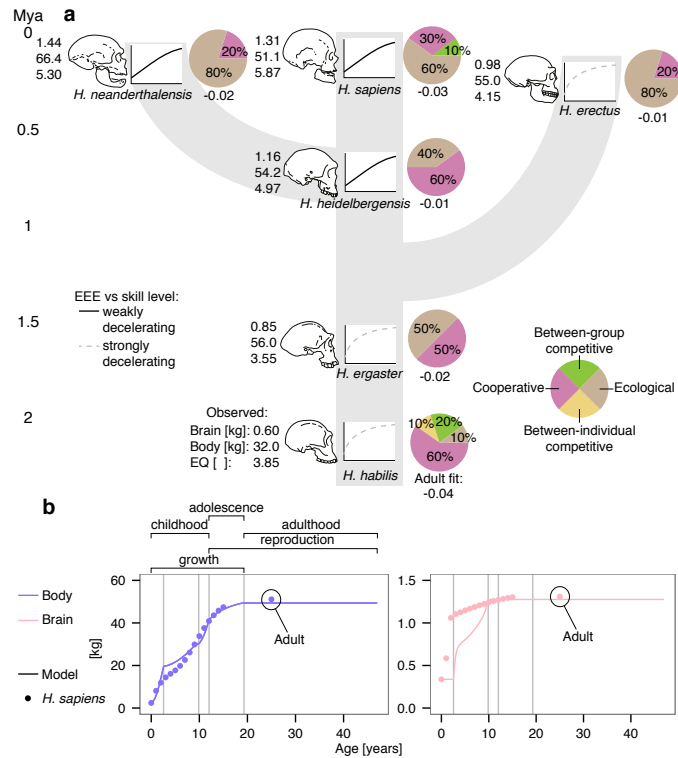 Mya
a
0
1.44
66.4
5.30
20%
80%
H. neanderthalensis
-0.02
1.31
51.1
5.87
30%
10%
60%
H. sapiens
-0.03
0.98
55.0
4.15
20%
80%
H. erectus
-0.01
0.5
1.16
54.2
4.97
40%
60%
H. heidelbergensis
-0.01
1
EEE vs skill level:
weakly
decelerating
strongly
decelerating
1.5
0.85
56.0
3.55
50%
50%
H. ergaster
-0.02
Between-group
competitive
Cooperative
Ecological
Between-individual
competitive
2
Observed:
Brain [kg]: 0.60
Body [kg]: 32.0
EQ [ ]: 3.85
10%
20%
10%
60%
H. habilis
Adult fit:
-0.04
b
adolescence
childhood
adulthood
reproduction
growth
Body
Brain
Model
H. sapiens
[kg]
60
40
20
0
Adult
0
10
20
30
40
1.5
1.0
0.5
0.0
Adult
0
10
20
30
40
Age [years]